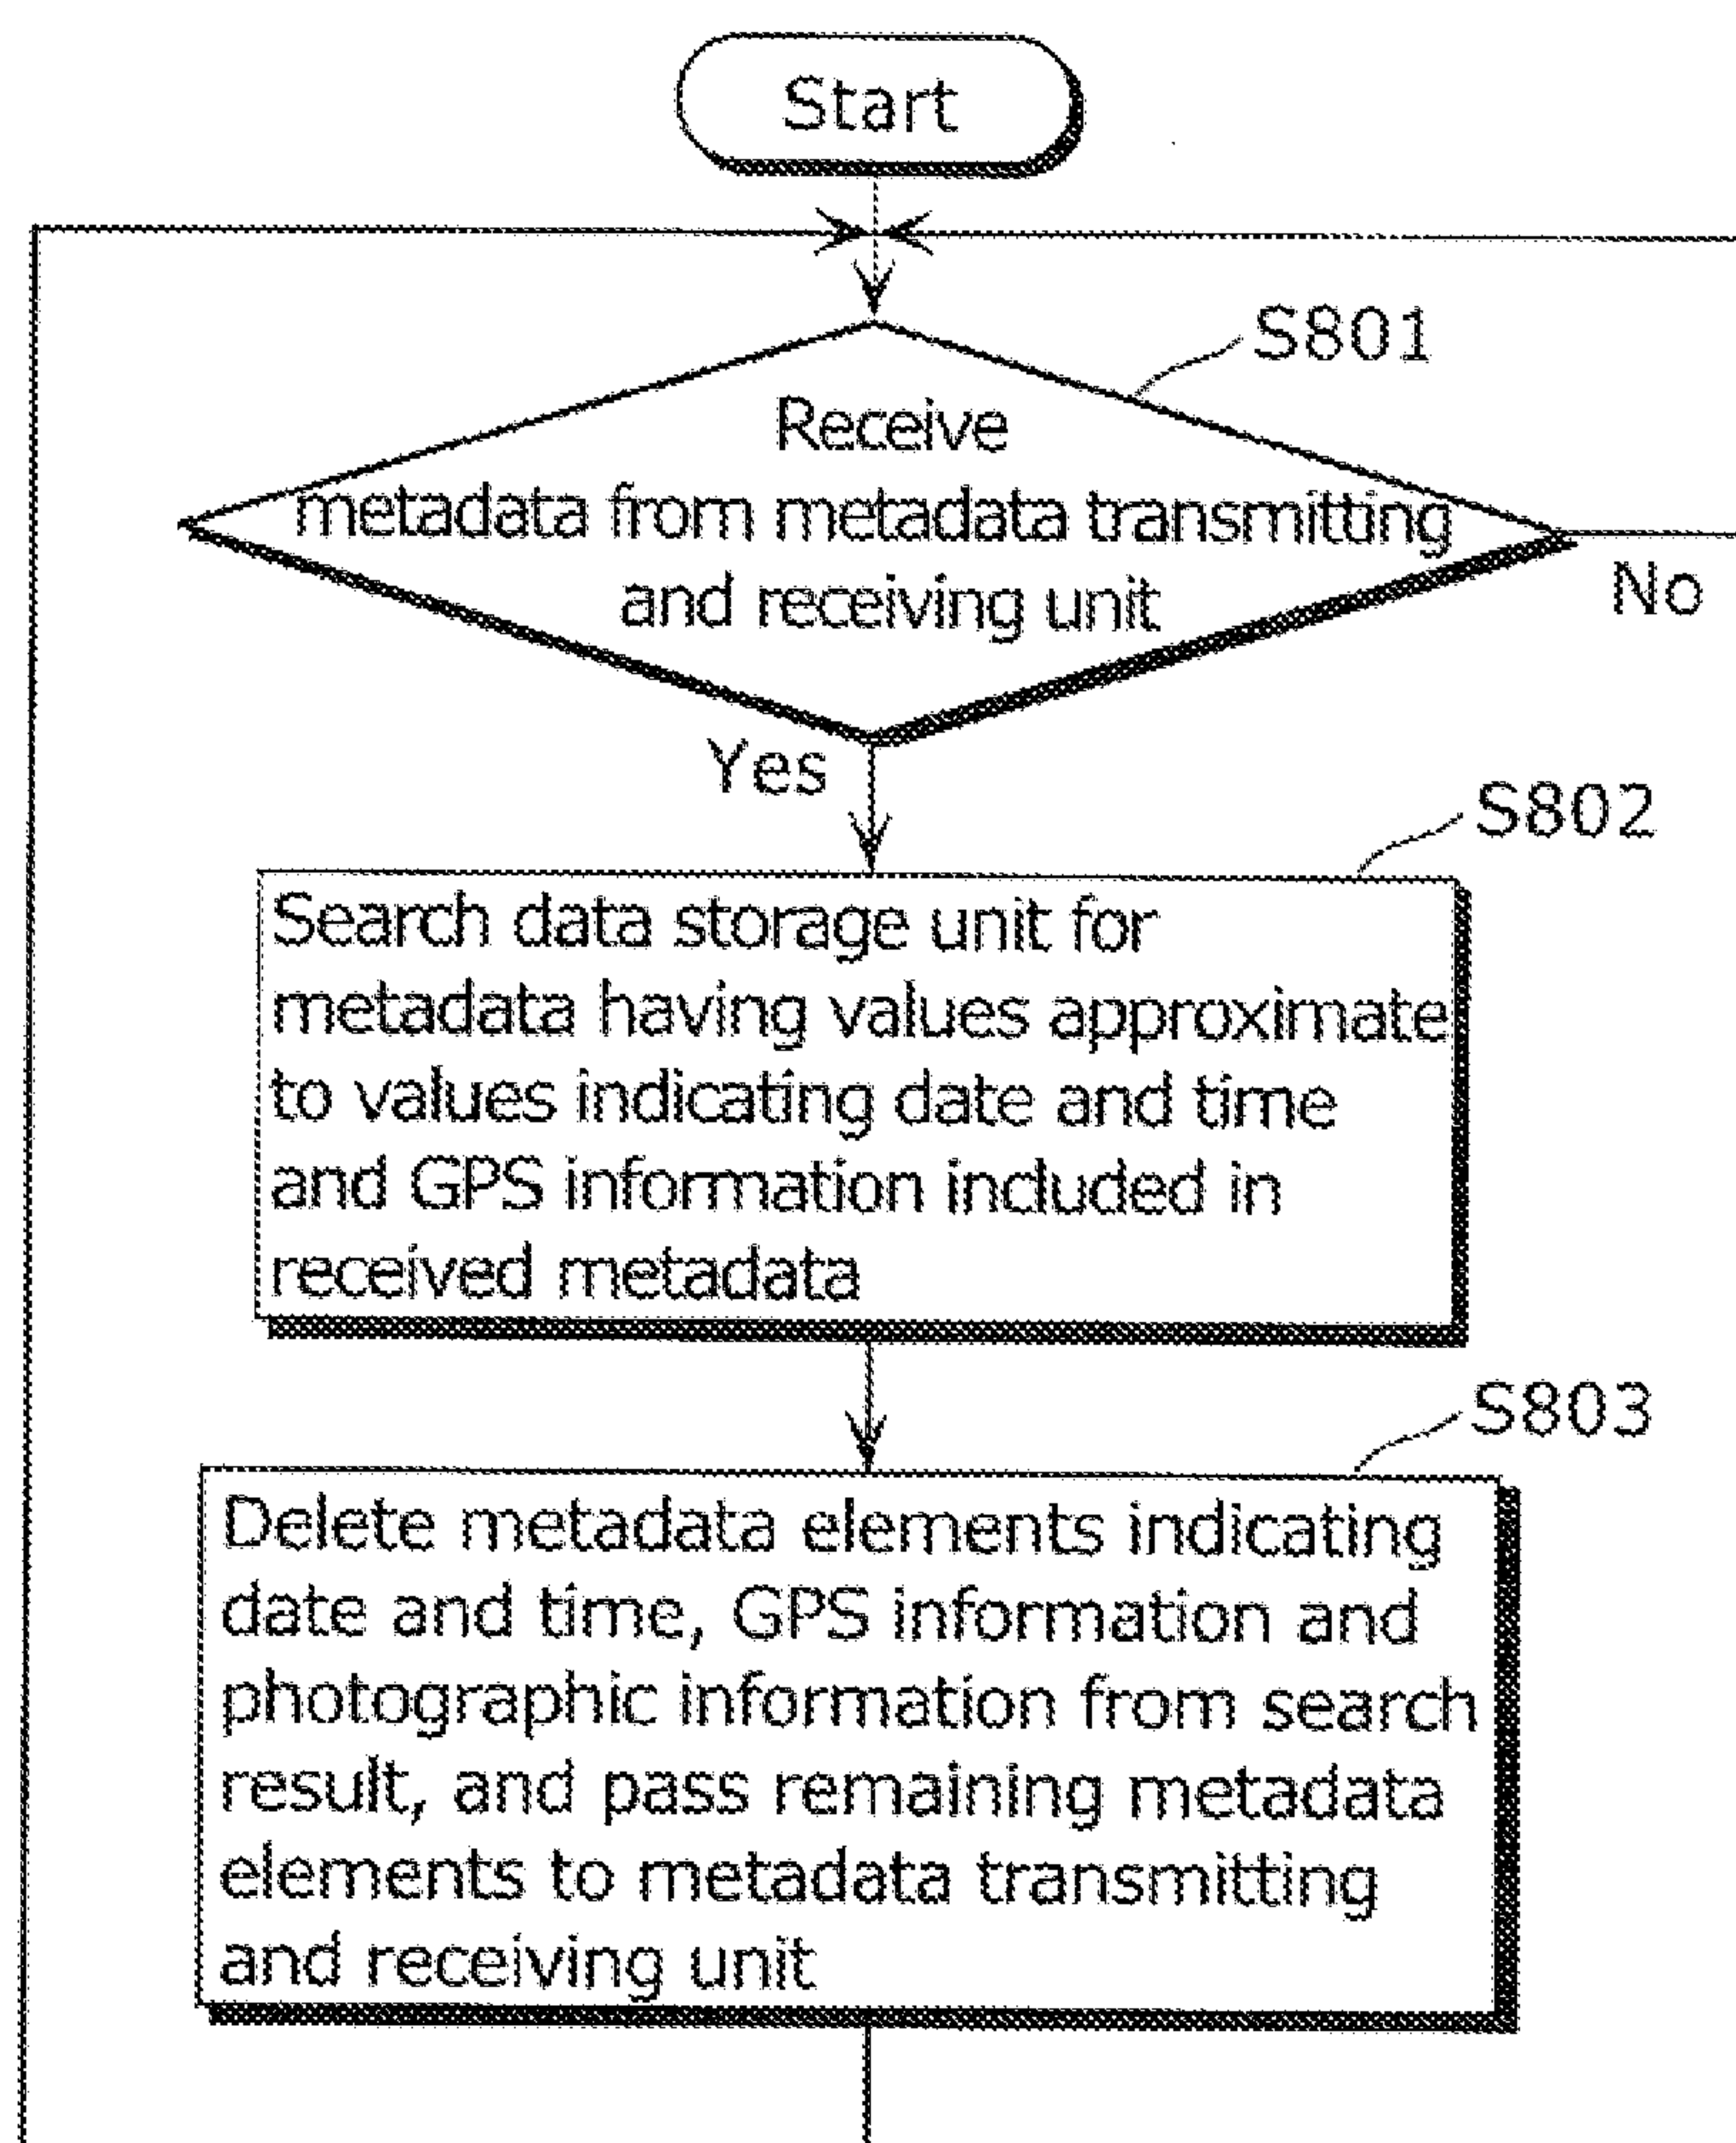 Start
S801
Receive
metadata from metadata transmitting
and receiving unit
No
Yes
S802
Search data storage unit for
metadata having values approximate
to values indicating date and time
and GPS information included in
received metadata
S803
Delete metadata elements indicating
date and time, GPS information and
photographic information from search
result, and pass remaining metadata
elements to metadata transmitting
and receiving unit